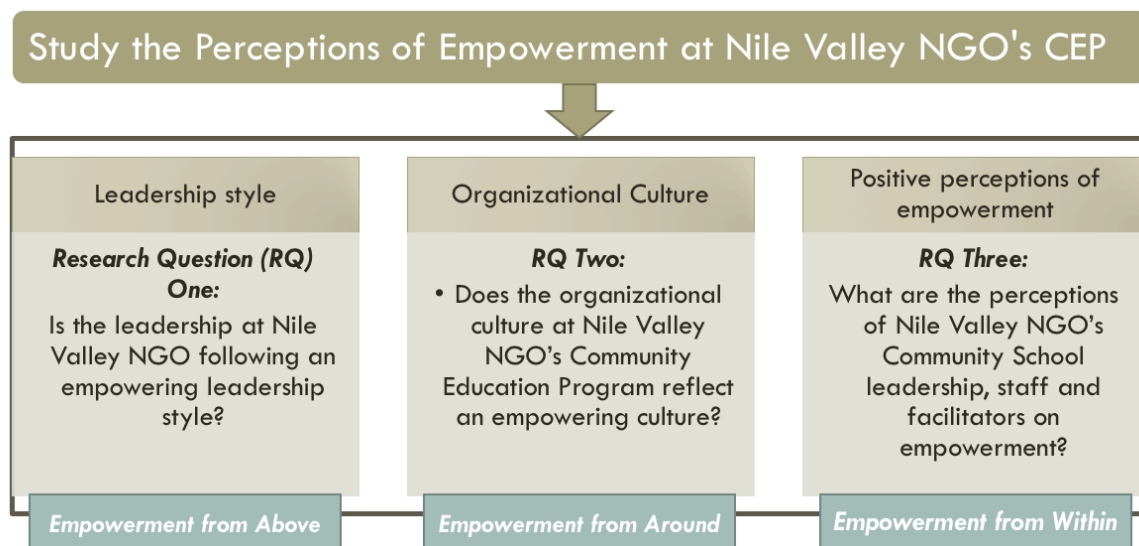 Study the Perceptions of Empowerment at Nile Valley NGO's CEP
Leadership style
Research Question (RQ)
One:
Is the leadership at Nile
Valley NGO following an
empowering leadership
style?
Empowerment from Above
Organizational Culture
RQ Two:
• Does the organizational
culture at Nile Valley
NGO's Community
Education Program reflect
an empowering culture?
Empowerment from Around
Positive perceptions of
empowerment
RQ Three:
What are the perceptions
of Nile Valley NGO's
Community School
leadership, staff and
facilitators on
empowerment?
Empowerment from Within